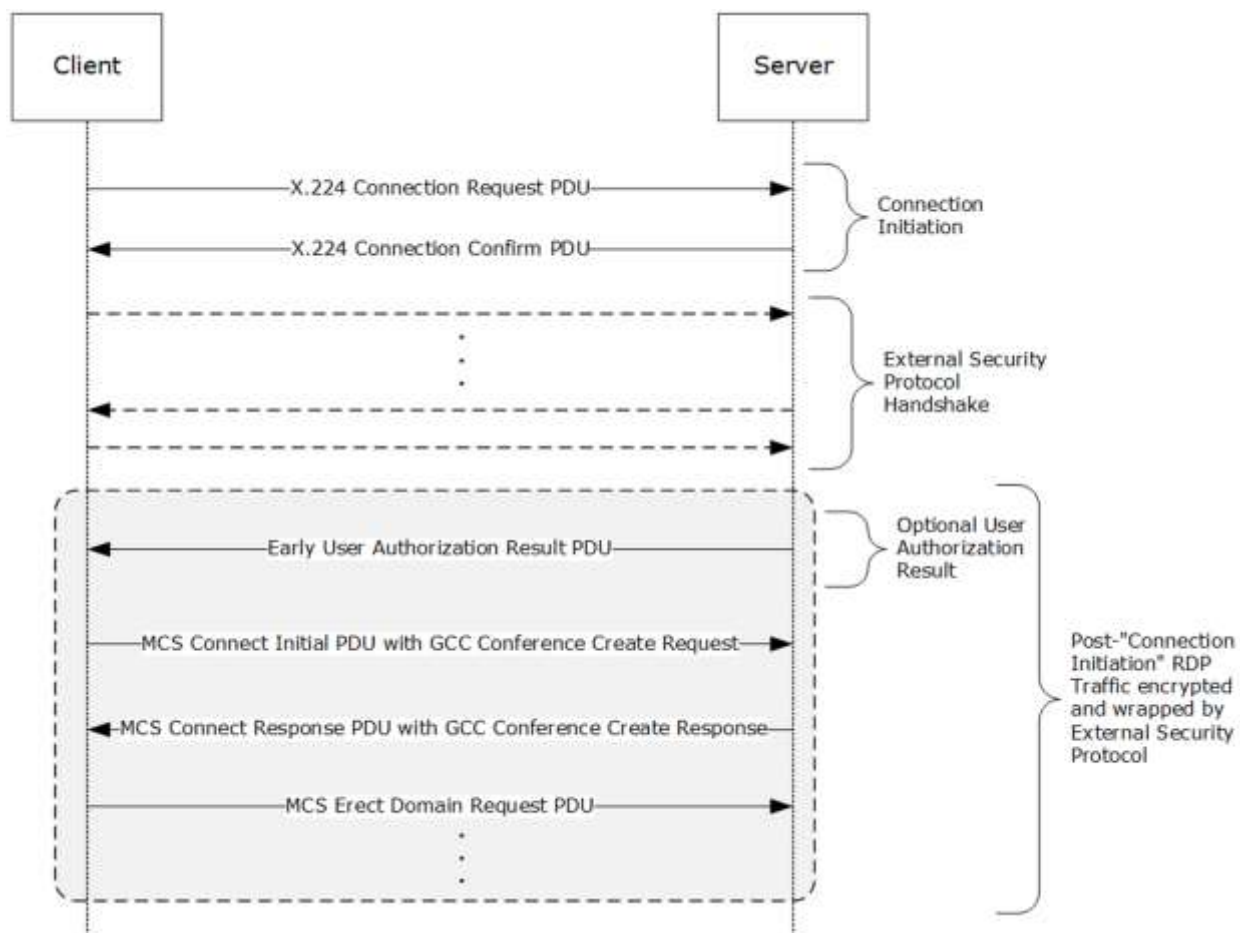 Client
Server
X.224 Connection Request PDU
Connection
Initiation
X.224 Connection Confirm PDU
External Security
Protocol
Handshake
Optional User
Authorization
Result
Early User Authorization Result PDU
MCS Connect Initial PDU with GCC Conference Create Request
Post-"Connection
Initiation" RDP
Traffic encrypted
and wrapped by
External Security
Protocol
MCS Connect Response PDU with GCC Conference Create Response
MCS Erect Domain Request PDU